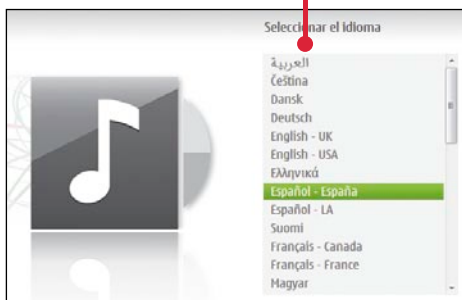 Seleccionar el idioma
العربية
Čeština
Dansk
Deutsch
English - UK
English - USA
Ελληνικά
Español - España
Español - LA
Suomi
Français - Canada
Français - France
Magyar